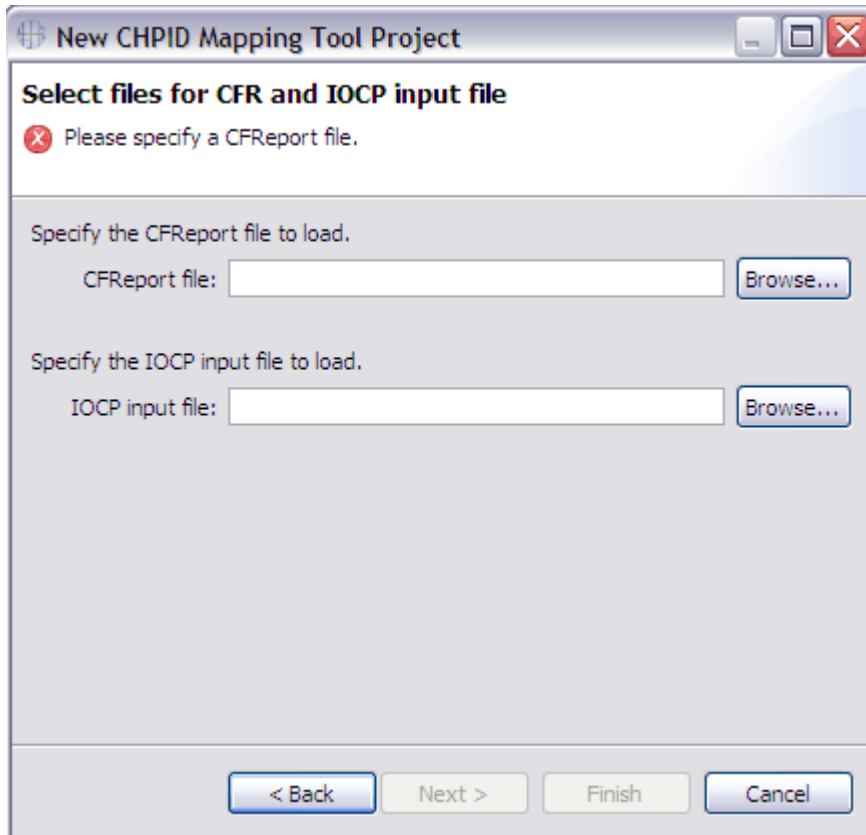 New CHPID Mapping Tool Project
Select files for CFR and IOCP input file
Please specify a CFReport file.
Specify the CFReport file to load.
CFReport file: Browse...
Specify the IOCP input file to load.
IOCP input file: Browse...
< Back Next > Finish Cancel